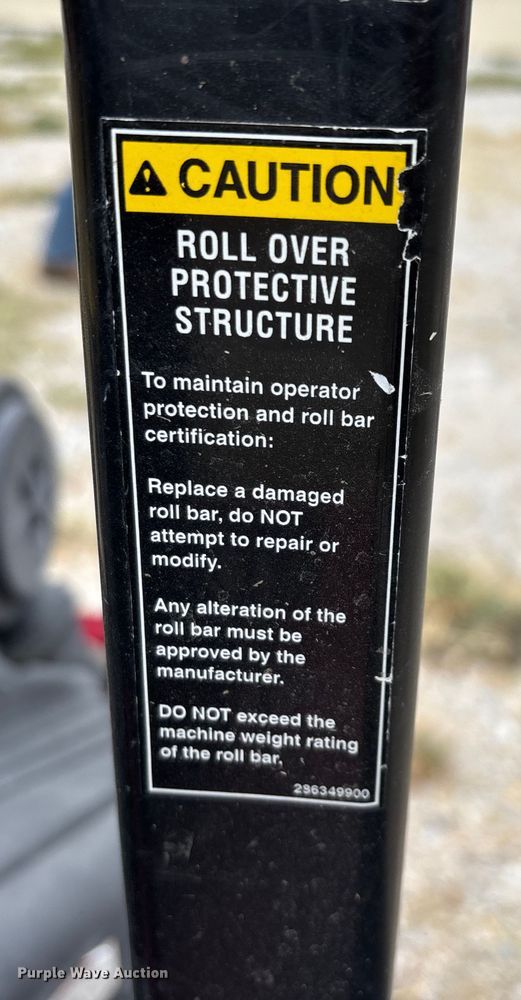 CAUTION
ROLL OVER
PROTECTIVE
STRUCTURE
To maintain operator
protection and roll bar
certification:
Replace a damaged
roll bar, do NOT
attempt to repair or
modify.
Any alteration of the
roll bar must be
approved by the
manufacturer.
DO NOT exceed the
machine weight rating
of the roll bar.
286349900
Purple Wave Auction